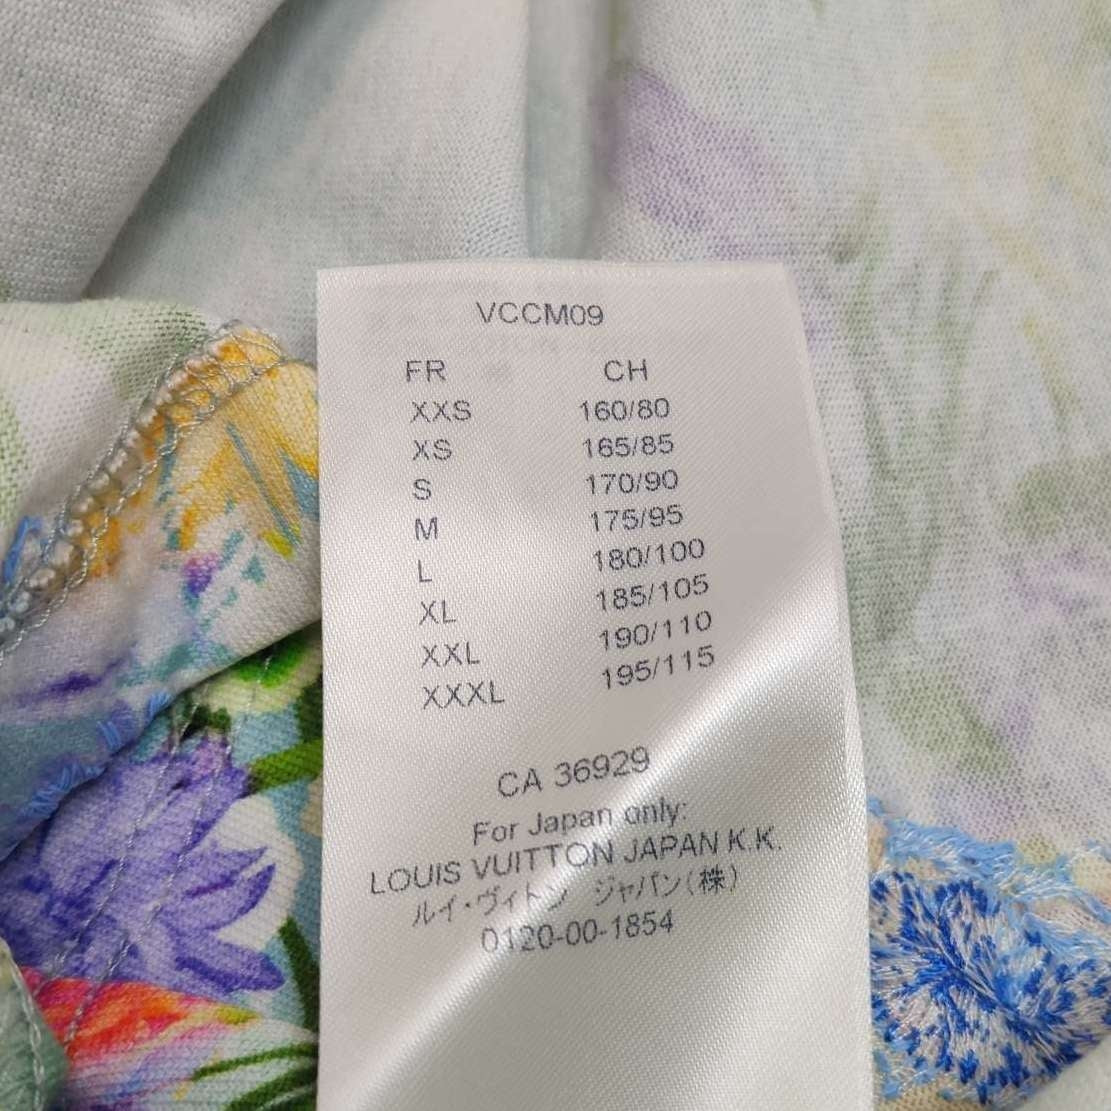 VCCM09
FR CH
XXS 160/80
XS 165/85
S 170/90
M 175/95
L 180/100
XL 185/105
XXL 190/110
XXXL 195/115
CA 36929
For Japan only:
LOUIS VUITTON JAPAN K.K.
ルイ・ヴィトン ジャパン(株)
0120-00-1854